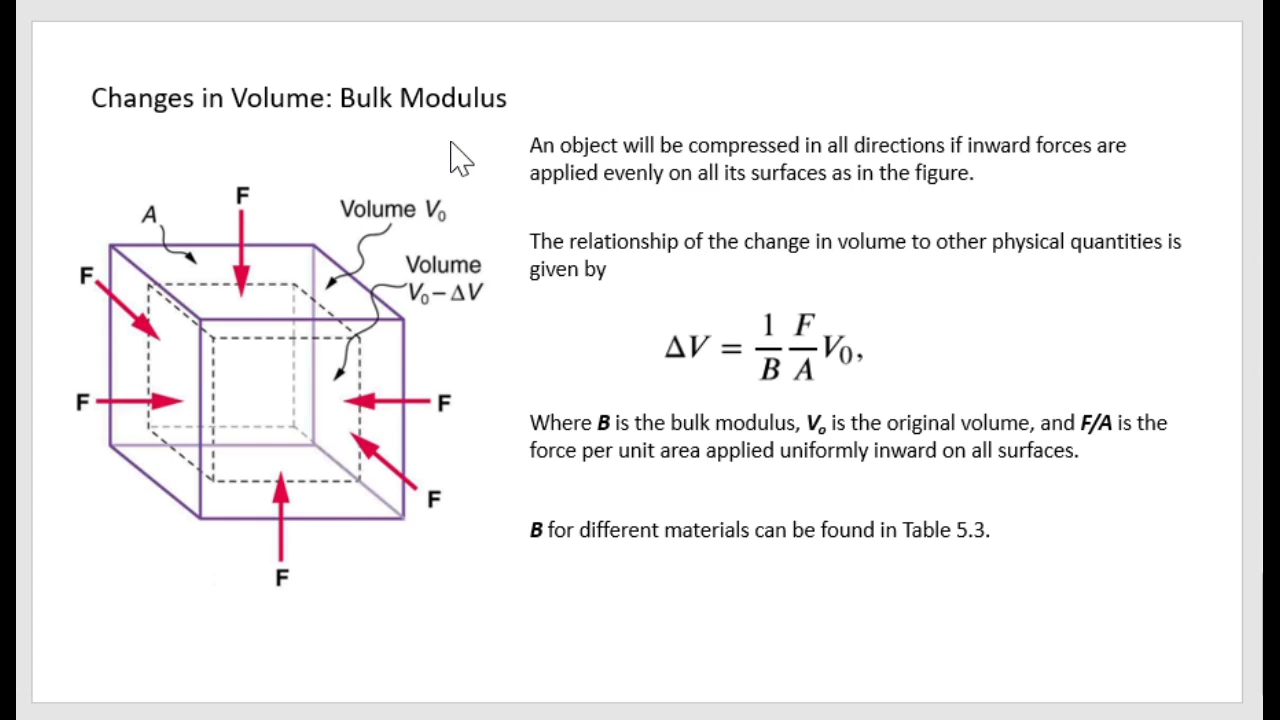 Changes in Volume: Bulk Modulus
An object will be compressed in all directions if inward forces are
applied evenly on all its surfaces as in the figure.
The relationship of the change in volume to other physical quantities is
given by
ΔV = 1/B F/A V₀,
Where B is the bulk modulus, Vₒ is the original volume, and F/A is the
force per unit area applied uniformly inward on all surfaces.
B for different materials can be found in Table 5.3.
F
A
Volume V₀
F
Volume
V₀ – ΔV
F
F
F
F